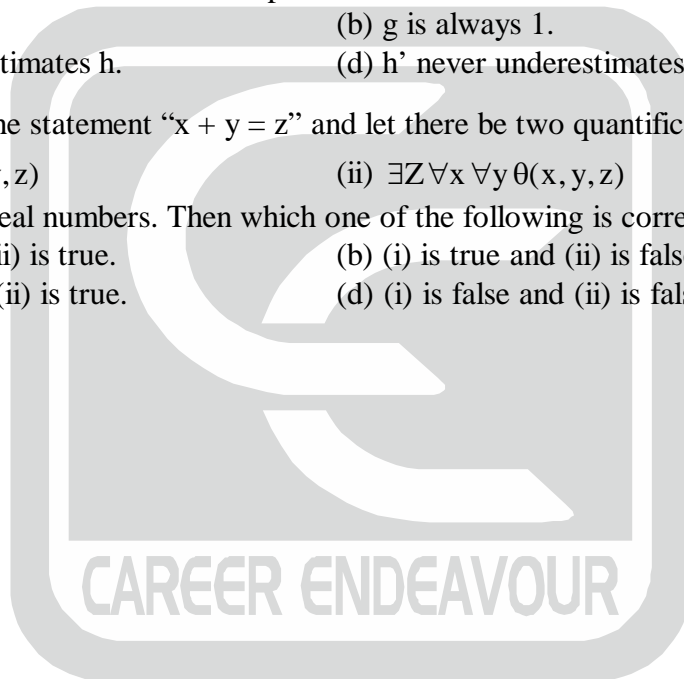 (b) g is always 1.
timates h. (d) h’ never underestimates
ne statement “x + y = z” and let there be two quantific
, z) (ii) ∃Z ∀x ∀y θ(x, y, z)
eal numbers. Then which one of the following is corre
ii) is true. (b) (i) is true and (ii) is fals
(ii) is true. (d) (i) is false and (ii) is fal
CAREER ENDEAVOUR